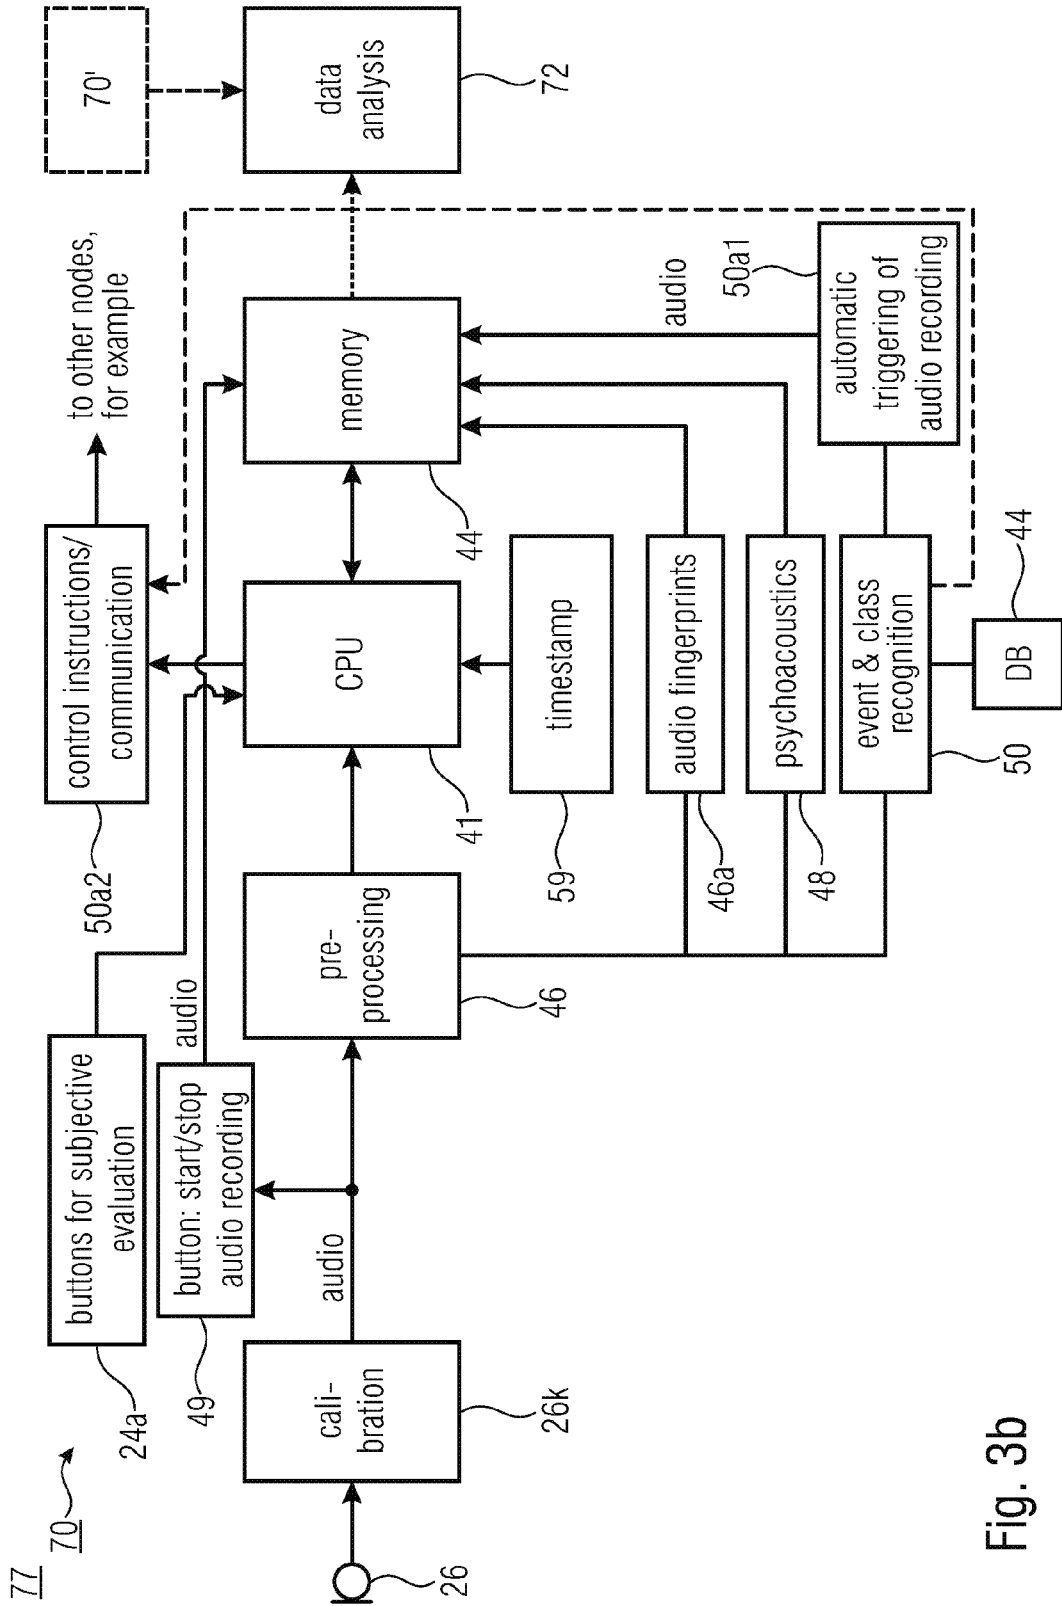 77
70
24a
buttons for subjective
evaluation
50a2
control instructions/
communication
to other nodes,
for example
70'
49
button: start/stop
audio recording
audio
26
cali-
bration
26k
audio
pre-
processing
46
CPU
41
memory
44
data
analysis
72
timestamp
59
audio fingerprints
46a
psychoacoustics
48
event & class
recognition
50
DB
44
audio
50a1
automatic
triggering of
audio recording
Fig. 3b